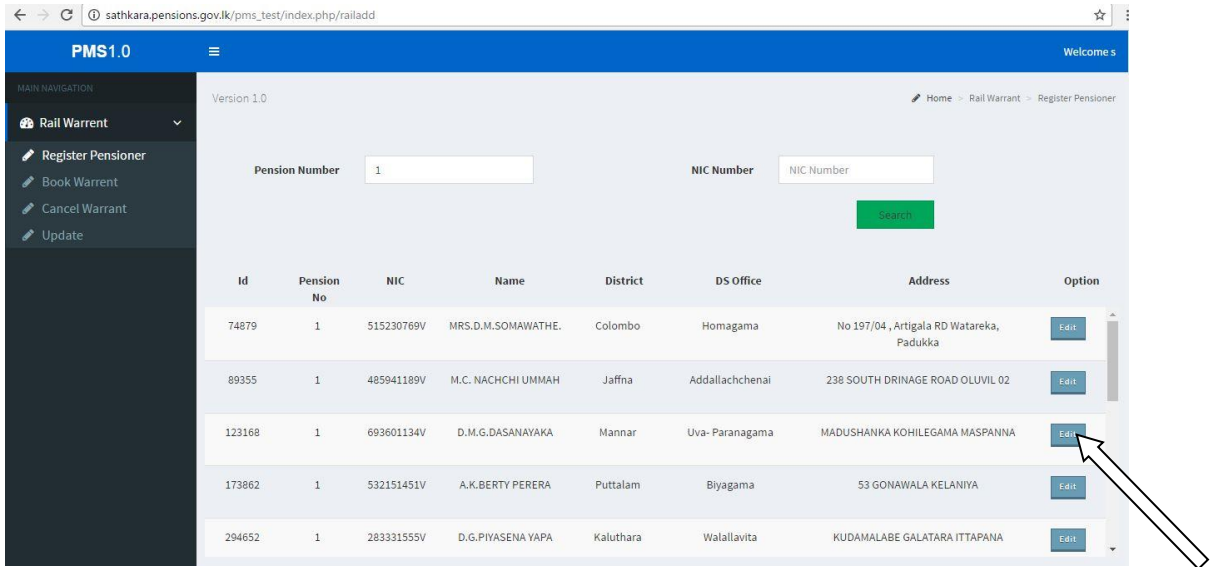 sathkara.pensions.gov.lk/pms_test/index.php/railadd
PMS1.0
Welcome s
MAIN NAVIGATION
Version 1.0
Home > Rail Warrant > Register Pensioner
Rail Warrent
Register Pensioner
Book Warrent
Cancel Warrant
Update
Pension Number 1 NIC Number NIC Number
Search
Id Pension No NIC Name District DS Office Address Option
74879 1 515230769V MRS.D.M.SOMAWATHE. Colombo Homagama No 197/04 , Artigala RD Watareka, Edit
Padukka
89355 1 485941189V M.C. NACHCHI UMMAH Jaffna Addallachchenai 238 SOUTH DRINAGE ROAD OLUVIL 02 Edit
123168 1 693601134V D.M.G.DASANAYAKA Mannar Uva- Paranagama MADUSHANKA KOHILEGAMA MASPANNA Edit
173862 1 532151451V A.K.BERTY PERERA Puttalam Biyagama 53 GONAWALA KELANIYA Edit
294652 1 283331555V D.G.PIYASENA YAPA Kaluthara Walallavita KUDAMALABE GALATARA ITTAPANA Edit